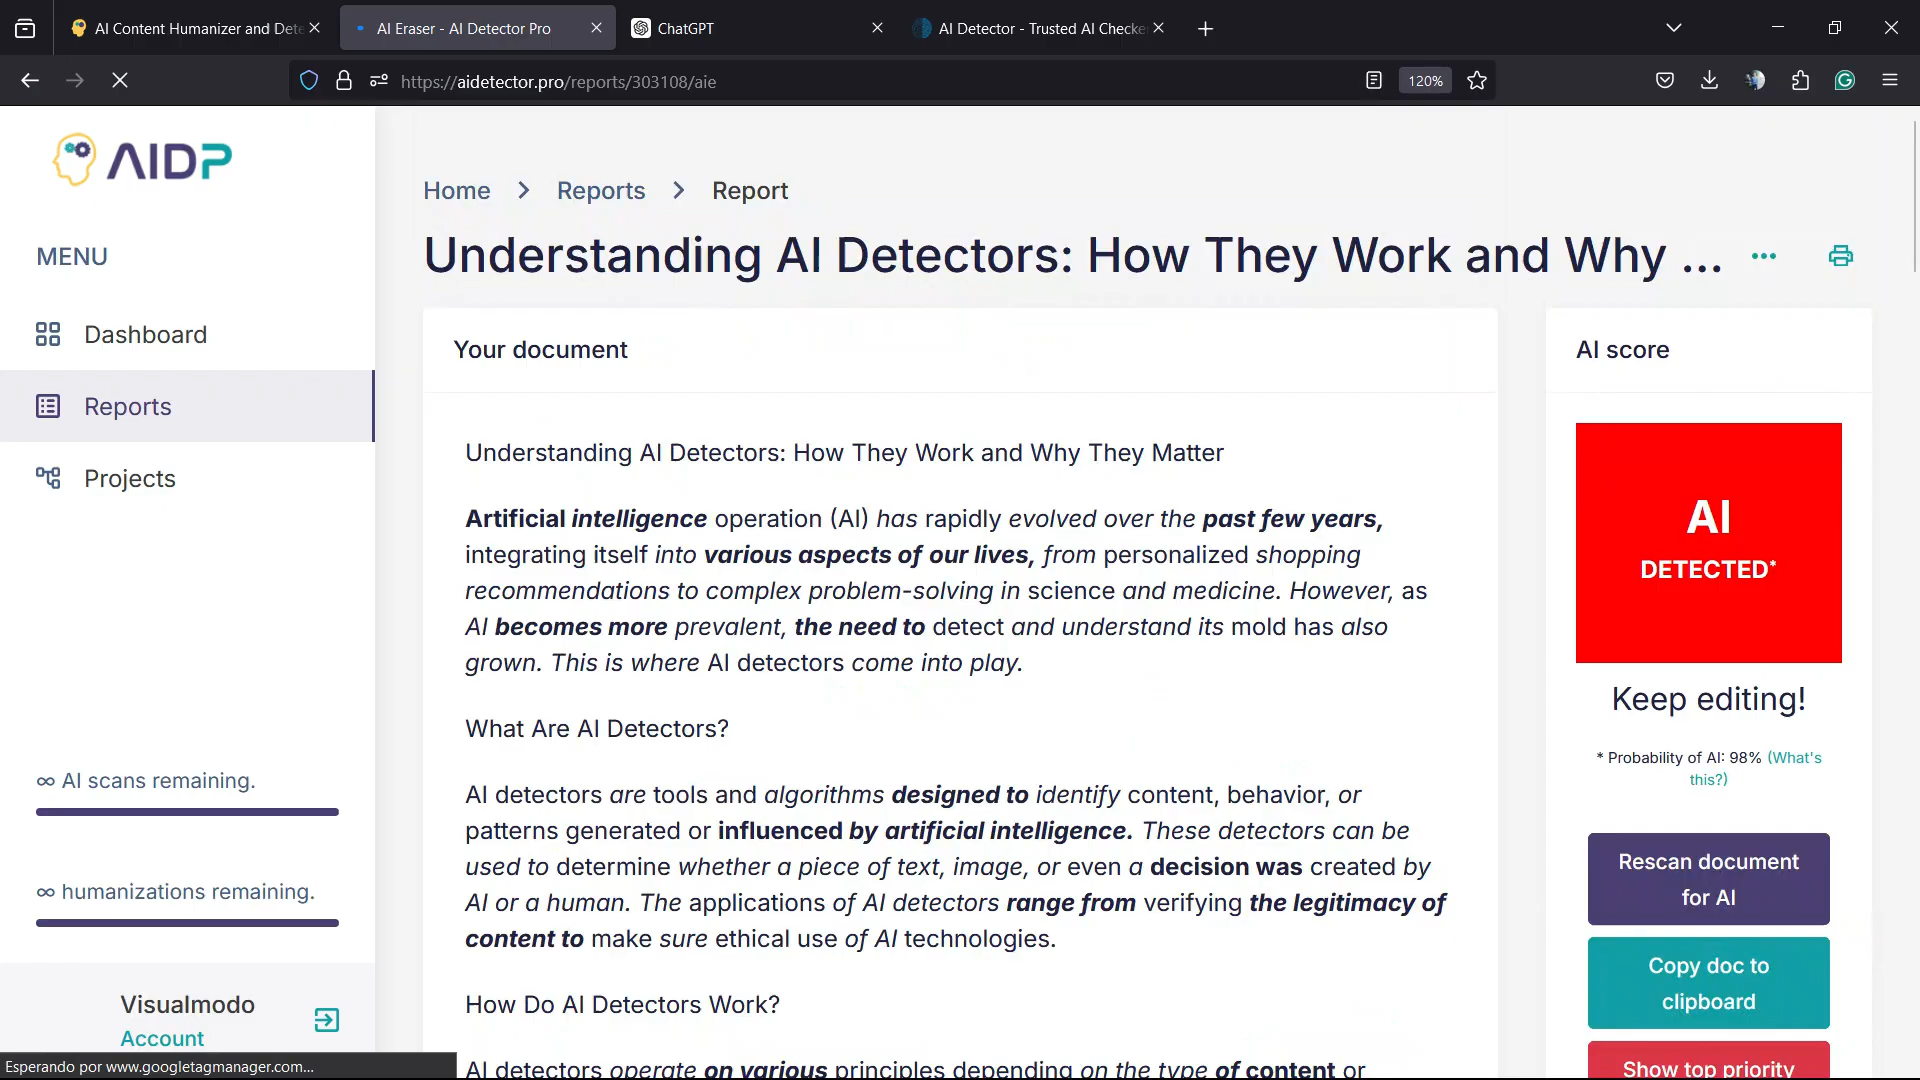 AI Content Humanizer and Dete
AI Eraser - AI Detector Pro
ChatGPT
AI Detector - Trusted AI Checke
https://aidetector.pro/reports/303108/aie
120%
AIDP
MENU
Dashboard
Reports
Projects
∞ AI scans remaining.
∞ humanizations remaining.
Visualmodo
Account
Esperando por www.googletagmanager.com...
Home > Reports > Report
Understanding AI Detectors: How They Work and Why ...
Your document
Understanding AI Detectors: How They Work and Why They Matter
Artificial intelligence operation (AI) has rapidly evolved over the past few years,
integrating itself into various aspects of our lives, from personalized shopping
recommendations to complex problem-solving in science and medicine. However, as
AI becomes more prevalent, the need to detect and understand its mold has also
grown. This is where AI detectors come into play.
What Are AI Detectors?
AI detectors are tools and algorithms designed to identify content, behavior, or
patterns generated or influenced by artificial intelligence. These detectors can be
used to determine whether a piece of text, image, or even a decision was created by
AI or a human. The applications of AI detectors range from verifying the legitimacy of
content to make sure ethical use of AI technologies.
How Do AI Detectors Work?
AI detectors operate on various principles depending on the type of content or
AI score
AI
DETECTED*
Keep editing!
* Probability of AI: 98% (What's
this?)
Rescan document
for AI
Copy doc to
clipboard
Show top priority